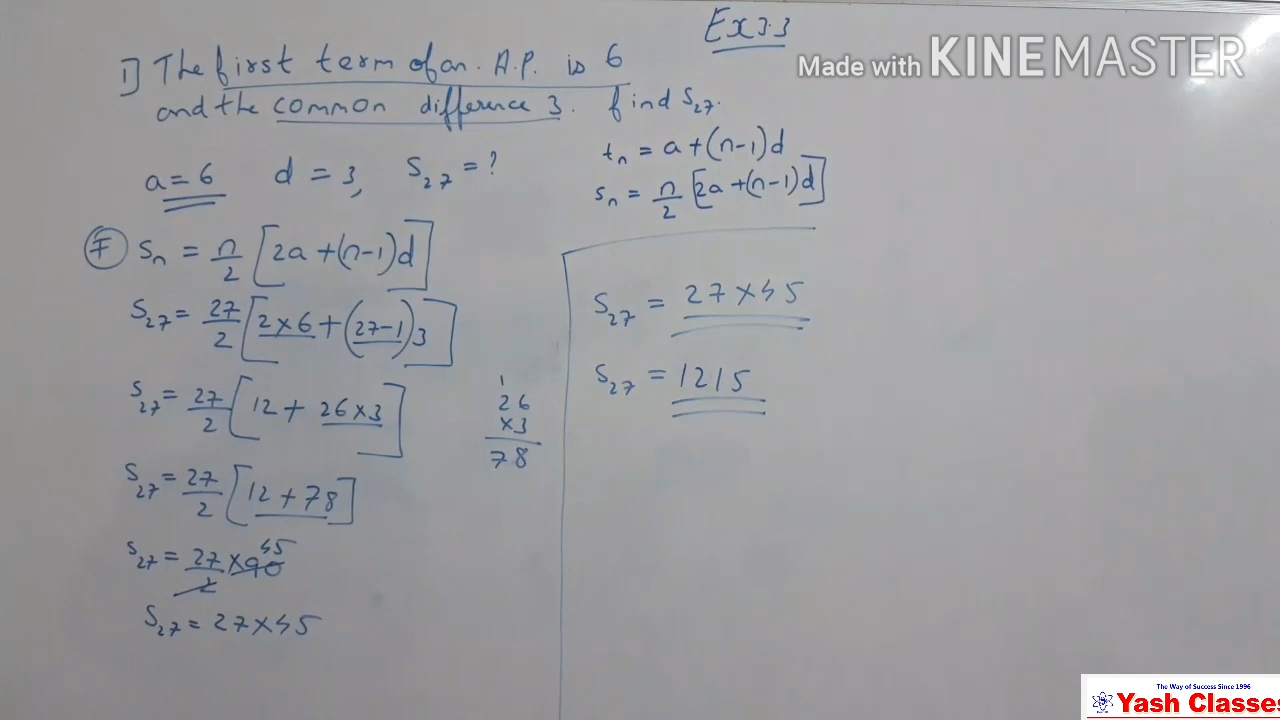 Ex 3.3
Made with KINEMASTER
1] The first term of an. A.P. is 6
and the common difference 3. find S₂₇.
a = 6 d = 3, S₂₇ = ?
tₙ = a + (n-1)d
Sₙ = n/2 [2a + (n-1)d]
F Sₙ = n/2 [2a + (n-1)d]
S₂₇ = 27/2 [2×6 + (27-1)3]
S₂₇ = 27/2 [12 + 26×3]
1
26
×3
78
S₂₇ = 27/2 [12 + 78]
S₂₇ = 27/2 × 90 45
S₂₇ = 27×45
S₂₇ = 27×45
S₂₇ = 1215
The Way of Success Since 1996
Yash Classes